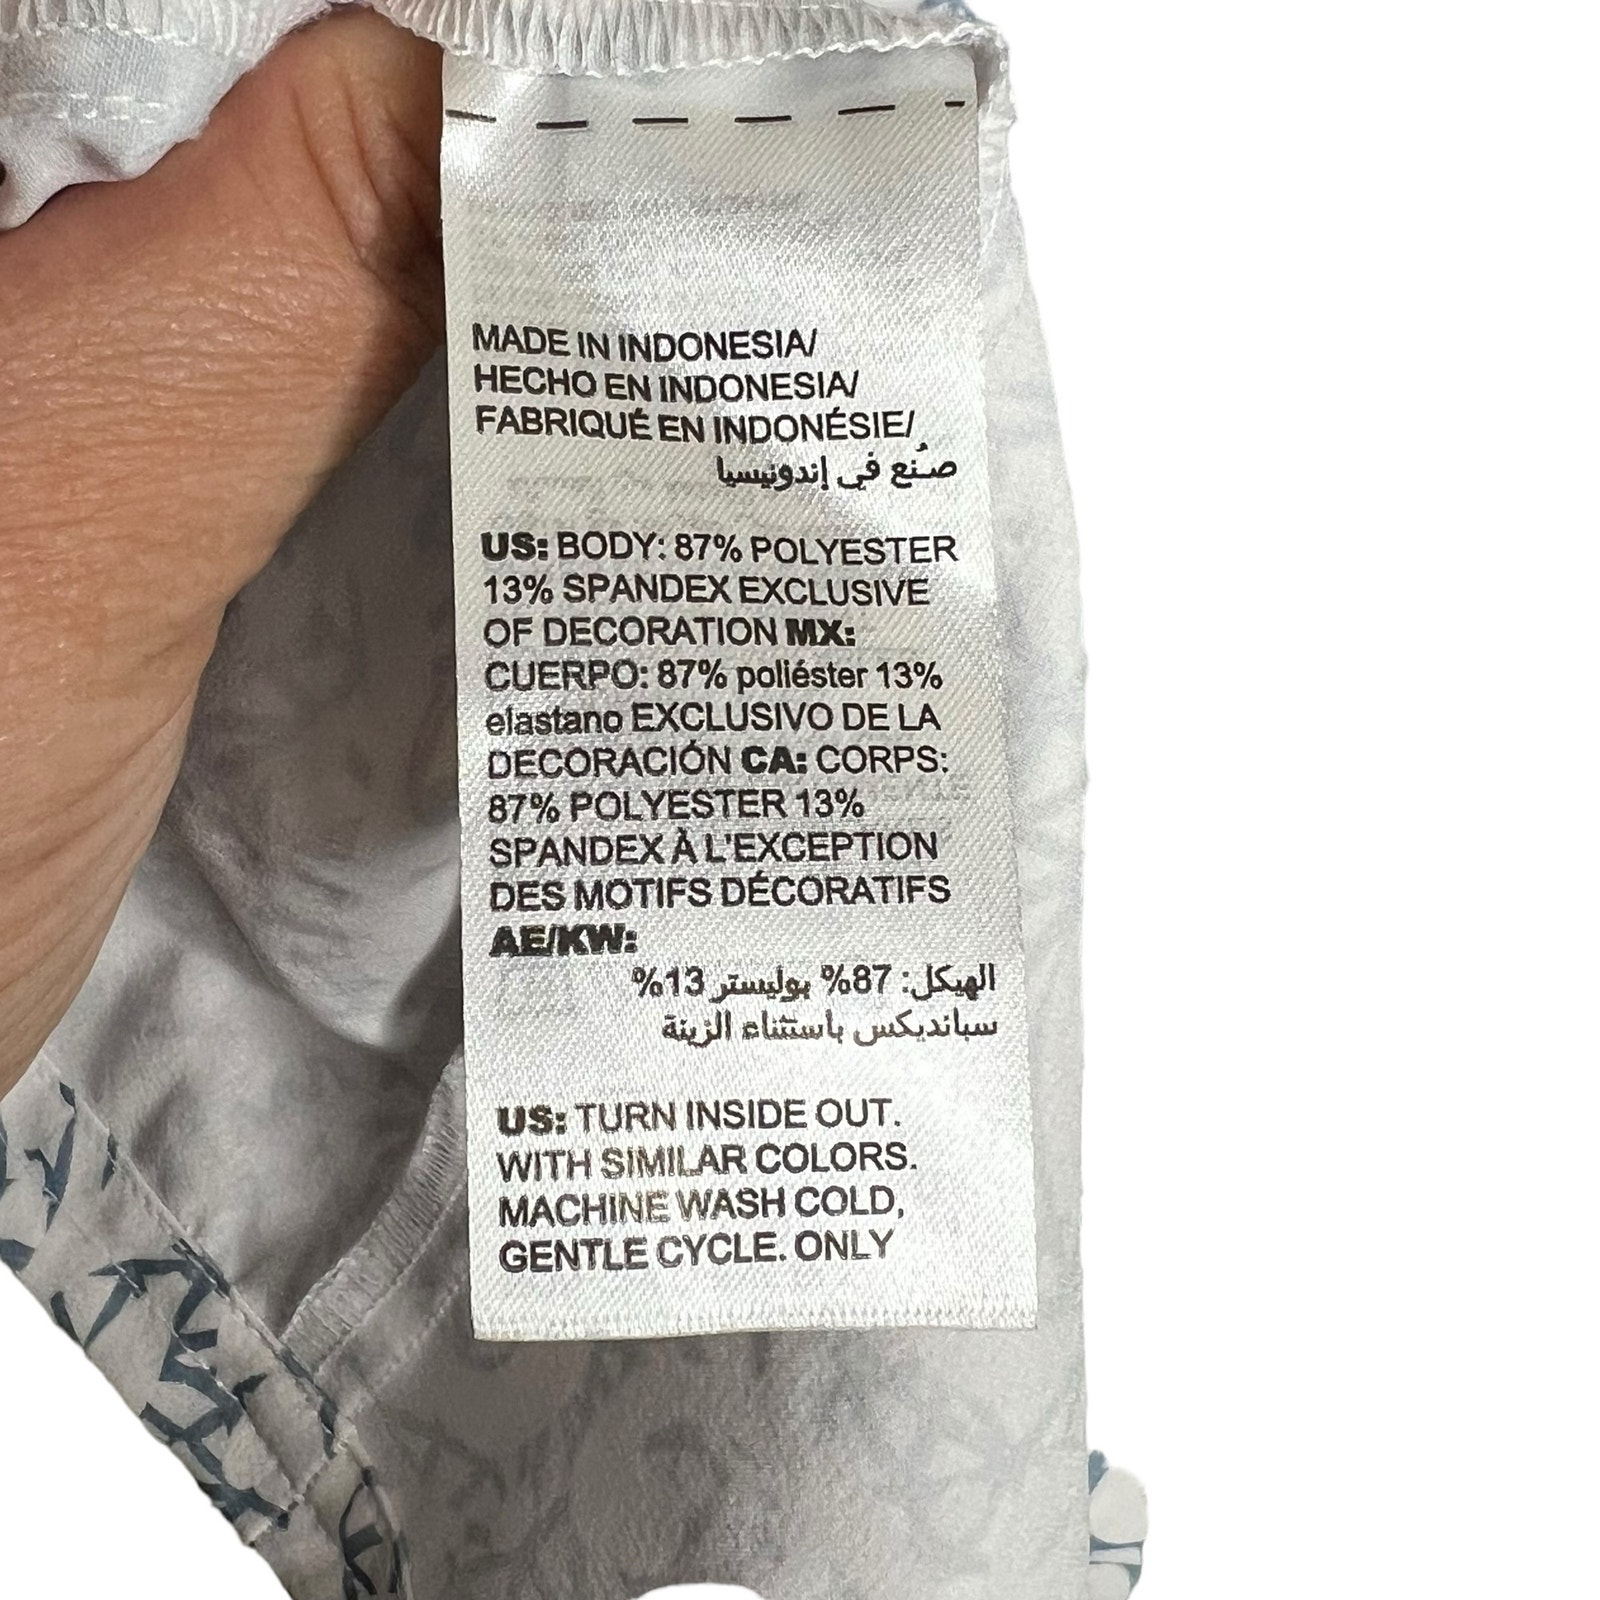 MADE IN INDONESIA/
HECHO EN INDONESIA/
FABRIQUÉ EN INDONÉSIE/
صُنع في إندونيسيا
US: BODY: 87% POLYESTER
13% SPANDEX EXCLUSIVE
OF DECORATION MX:
CUERPO: 87% poliéster 13%
elastano EXCLUSIVO DE LA
DECORACIÓN CA: CORPS:
87% POLYESTER 13%
SPANDEX À L'EXCEPTION
DES MOTIFS DÉCORATIFS
AE/KW:
الهيكل: 87% بوليستر 13%
سبانديكس باستثناء الزينة
US: TURN INSIDE OUT.
WITH SIMILAR COLORS.
MACHINE WASH COLD,
GENTLE CYCLE. ONLY